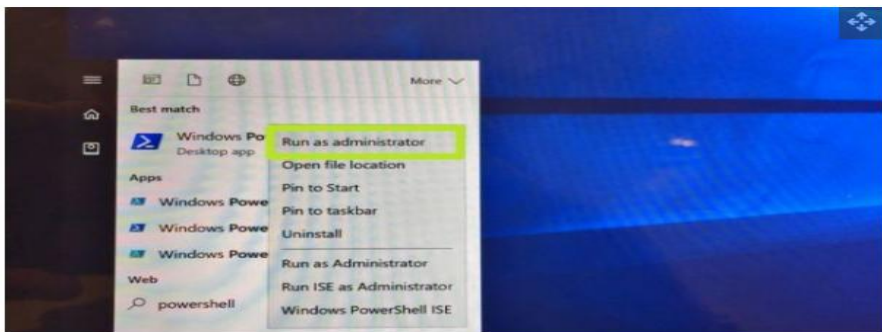 More
Best match
Windows Po
Desktop app
Apps
Windows Powe
Windows Powe
Windows Powe
Web
powershell
Run as administrator
Open file location
Pin to Start
Pin to taskbar
Uninstall
Run as Administrator
Run ISE as Administrator
Windows PowerShell ISE